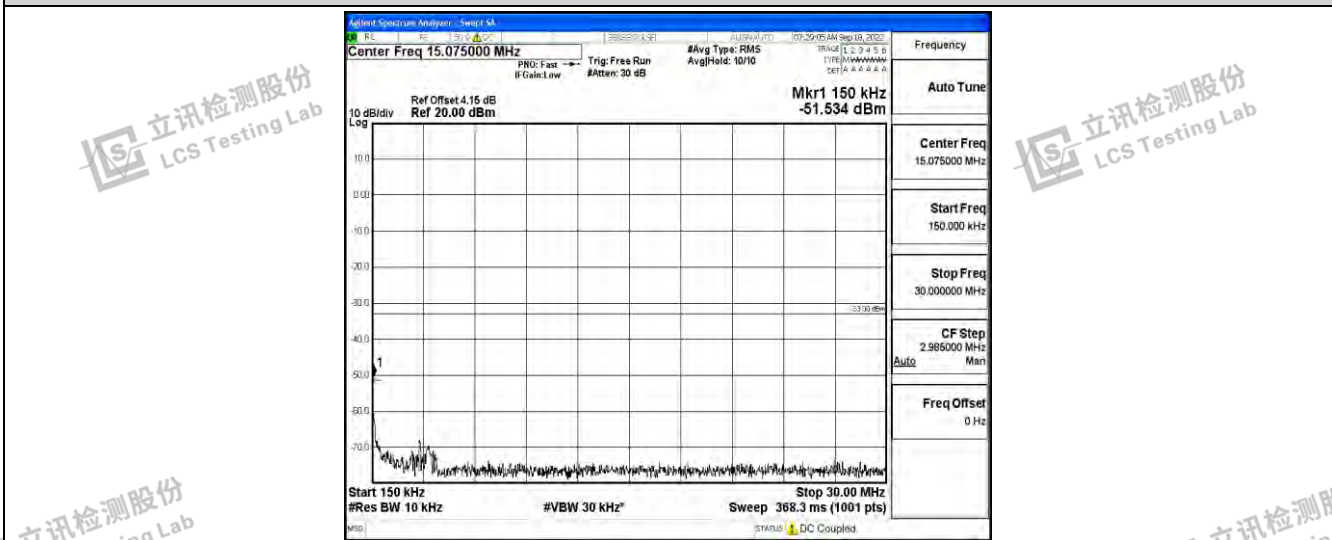 Agilent Spectrum Analyzer - Swept SA
07:29:05 AM Sep 18, 2022
Center Freq 15.075000 MHz
PNO: Fast
IFGain:Low
Trig: Free Run
#Atten: 30 dB
#Avg Type: RMS
Avg|Hold: 10/10
TRACE 1 2 3 4 5 6
TYPE
DET A A A A A A
Ref Offset 4.15 dB
10 dB/div Ref 20.00 dBm
Log
Mkr1 150 kHz
-51.534 dBm
10.0
0.00
-10.0
-20.0
-30.0
-40.0
-50.0
-60.0
-70.0
-33.00 dBm
1
Start 150 kHz
Stop 30.00 MHz
#Res BW 10 kHz
#VBW 30 kHz*
Sweep 368.3 ms (1001 pts)
MSG
STATUS
DC Coupled
Frequency
Auto Tune
Center Freq
15.075000 MHz
Start Freq
150.000 kHz
Stop Freq
30.000000 MHz
CF Step
2.985000 MHz
Auto Man
Freq Offset
0 Hz
立讯检测股份
LCS Testing Lab
立讯检测股份
LCS Testing Lab
立讯检测股份